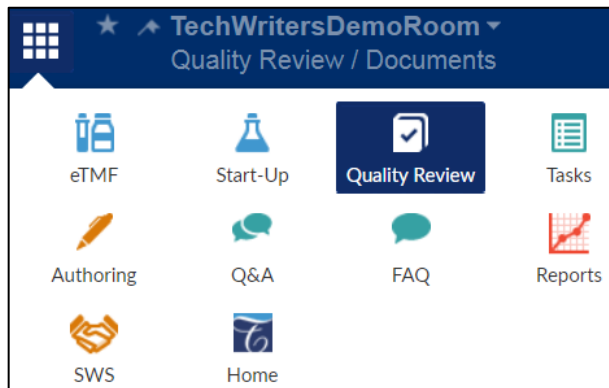 TechWritersDemoRoom
Quality Review / Documents
eTMF Start-Up Quality Review Tasks
Authoring Q&A FAQ Reports
SWS Home